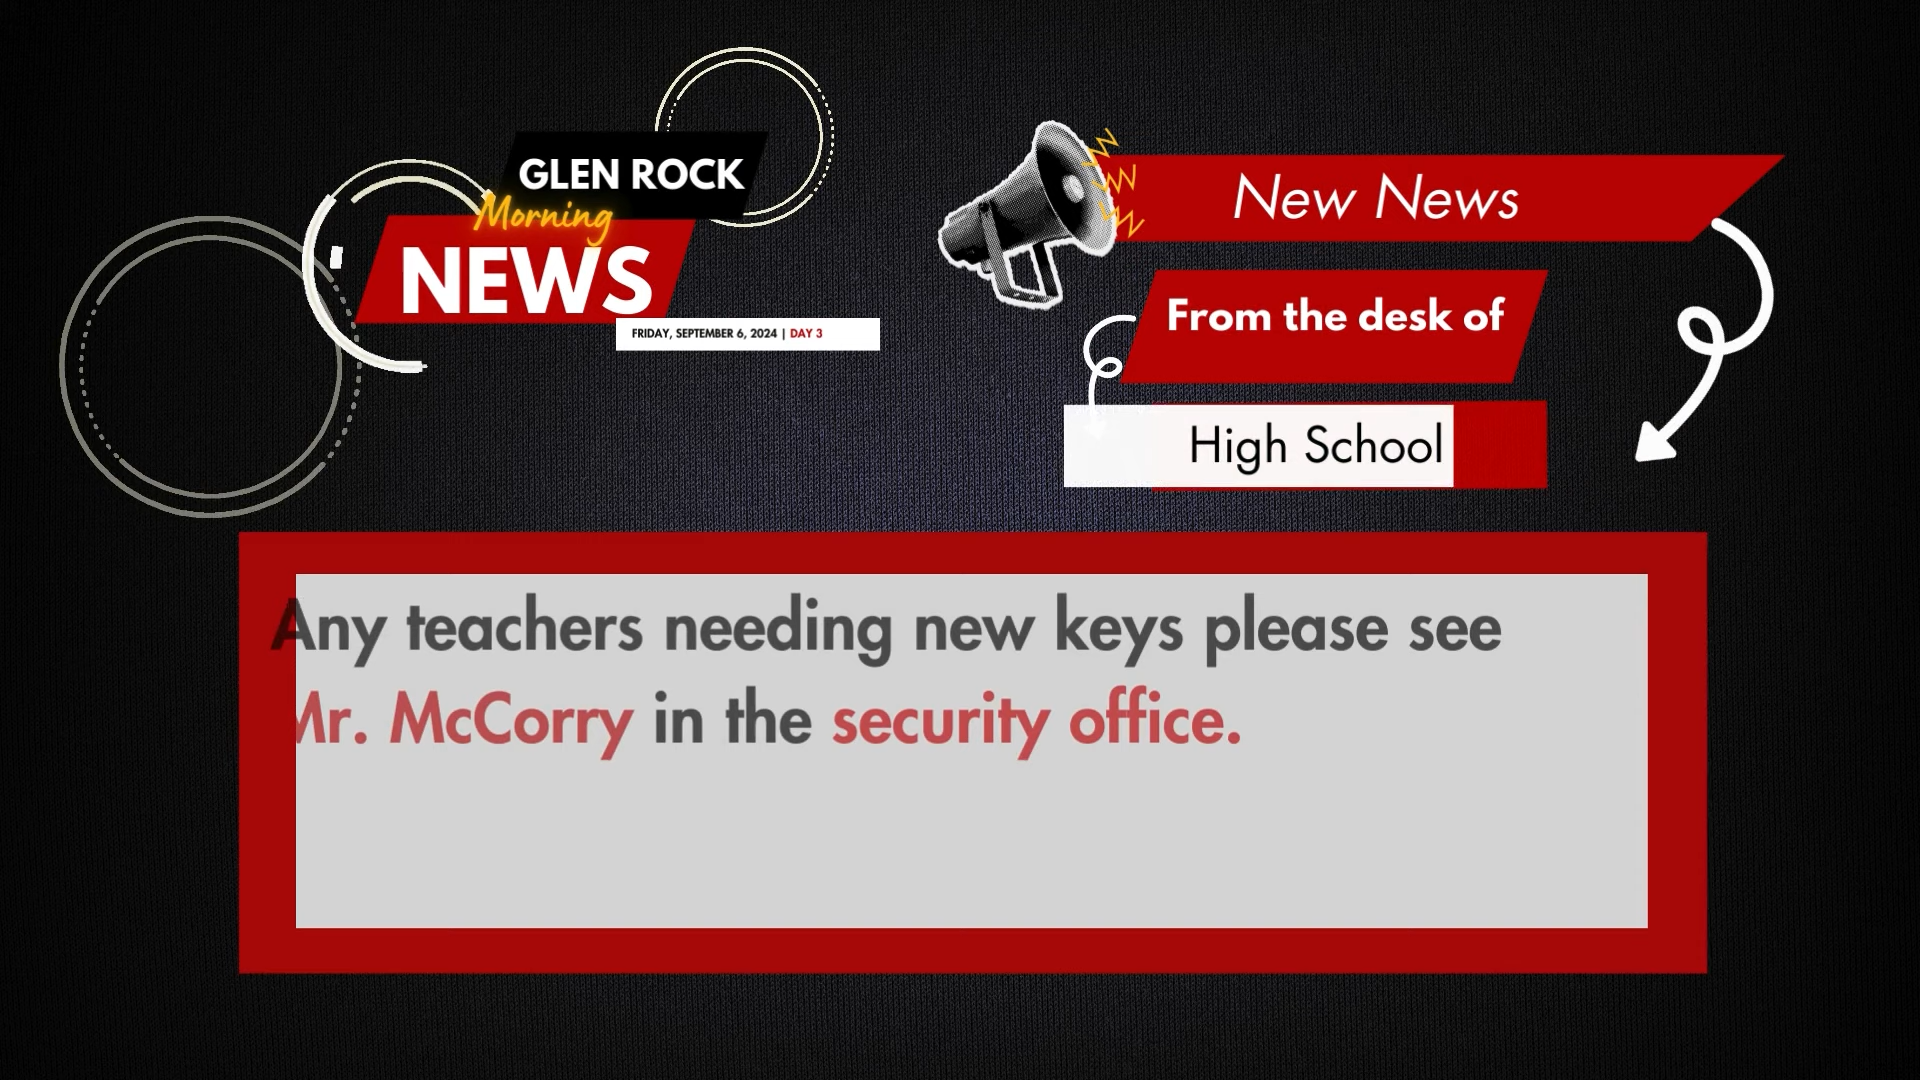 GLEN ROCK
Morning
NEWS
FRIDAY, SEPTEMBER 6, 2024 | DAY 3
New News
From the desk of
High School
Any teachers needing new keys please see
Mr. McCorry in the security office.